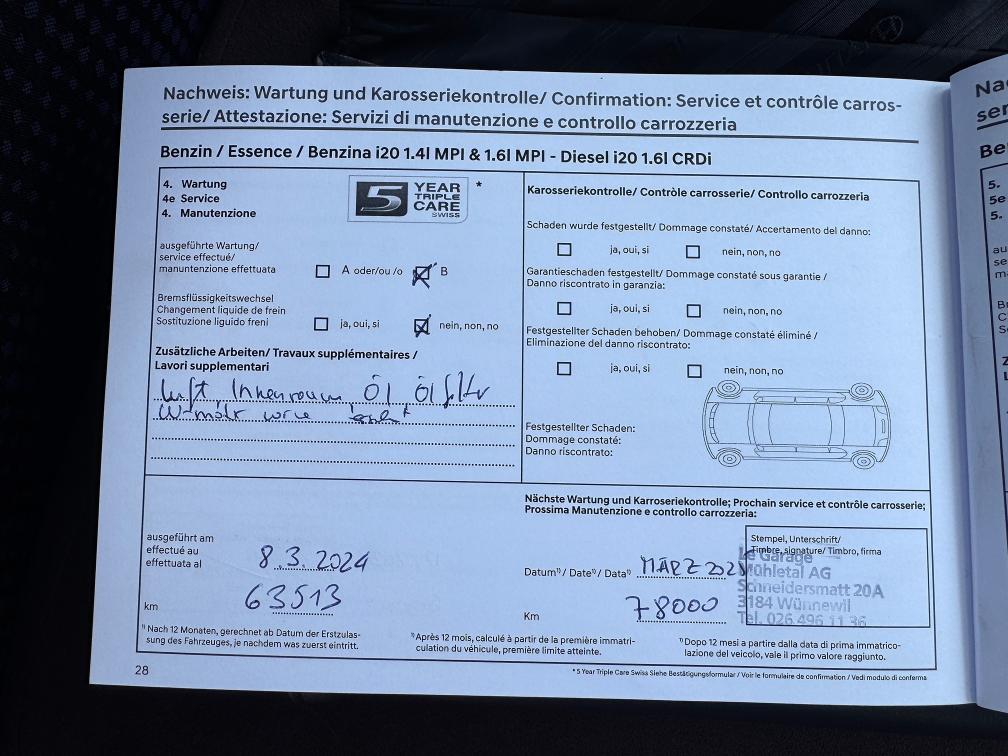 Nachweis: Wartung und Karosseriekontrolle/ Confirmation: Service et contrôle carros-
serie/ Attestazione: Servizi di manutenzione e controllo carrozzeria
Benzin / Essence / Benzina i20 1.4l MPI & 1.6l MPI - Diesel i20 1.6l CRDi
4. Wartung
4e Service
4. Manutenzione
5 YEAR
TRIPLE
CARE
SWISS
*
ausgeführte Wartung/
service effectué/
manuntenzione effettuata
A oder/ou /o
B
Bremsflüssigkeitswechsel
Changement liquide de frein
Sostituzione liquido freni
ja, oui, si
nein, non, no
Zusätzliche Arbeiten/ Travaux supplémentaires /
Lavori supplementari
Luft, Innenraum, Öl, Ölfilter
Karosseriekontrolle/ Contrôle carrosserie/ Controllo carrozzeria
Schaden wurde festgestellt/ Dommage constaté/ Accertamento del danno:
ja, oui, si
nein, non, no
Garantieschaden festgestellt/ Dommage constaté sous garantie /
Danno riscontrato in garanzia:
ja, oui, si
nein, non, no
Festgestellter Schaden behoben/ Dommage constaté éliminé /
Eliminazione del danno riscontrato:
ja, oui, si
nein, non, no
Festgestellter Schaden:
Dommage constaté:
Danno riscontrato:
ausgeführt am
effectué au
effettuata al
8.3.2024
km
63513
Nächste Wartung und Karroseriekontrolle; Prochain service et contrôle carrosserie;
Prossima Manutenzione e controllo carrozzeria:
Datum¹⁾/ Date¹⁾/ Data¹⁾
MÄRZ
Km
78000
Stempel, Unterschrift/
Timbre, signature/ Timbro, firma
Le Garage
Mühletal AG
Schneidersmatt 20A
3184 Wünnewil
Tel. 026 496 11 36
¹⁾ Nach 12 Monaten, gerechnet ab Datum der Erstzulas-
sung des Fahrzeuges, je nachdem was zuerst eintritt.
¹⁾Après 12 mois, calculé à partir de la première immatri-
culation du véhicule, première limite atteinte.
¹⁾Dopo 12 mesi a partire dalla data di prima immatrico-
lazione del veicolo, vale il primo valore raggiunto.
28
* 5 Year Triple Care Swiss Siehe Bestätigungsformular / Voir le formulaire de confirmation / Vedi modulo di conferma